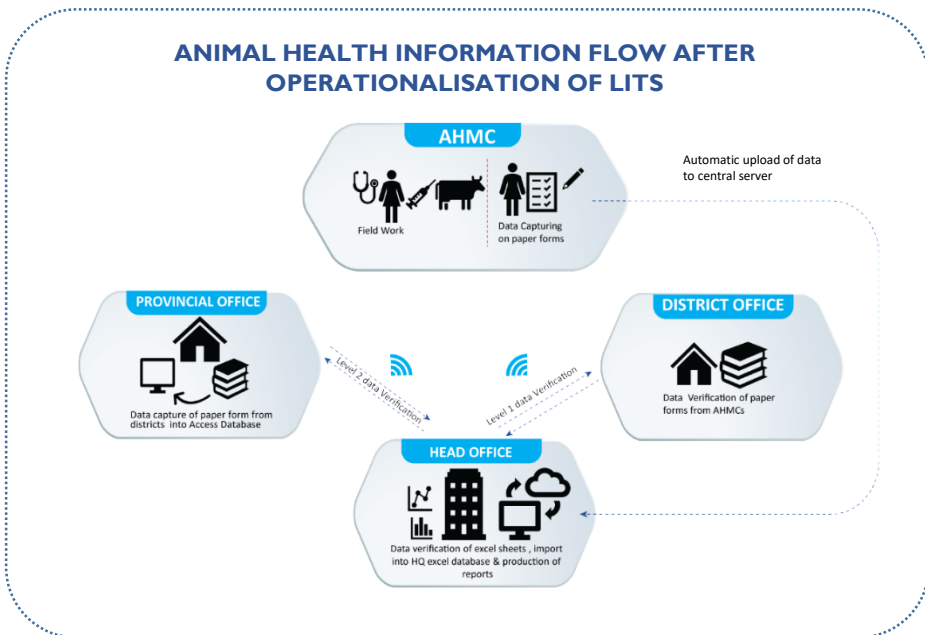 ANIMAL HEALTH INFORMATION FLOW AFTER
OPERATIONALISATION OF LITS
AHMC
Field Work
Data Capturing
on paper forms
Automatic upload of data
to central server
PROVINCIAL OFFICE
Data capture of paper form from
districts into Access Database
Level 2 data Verification
Level 1 data Verification
DISTRICT OFFICE
Data Verification of paper
forms from AHMCs
HEAD OFFICE
Data verification of excel sheets , import
into HQ excel database & production of
reports